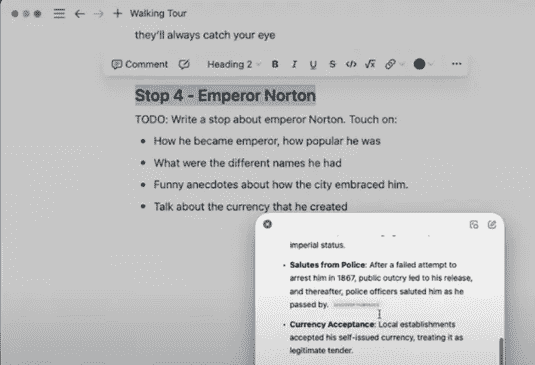 Walking Tour
they'll always catch your eye
Comment
Heading 2
B I U S </> √x
Stop 4 - Emperor Norton
TODO: Write a stop about emperor Norton. Touch on:
How he became emperor, how popular he was
What were the different names he had
Funny anecdotes about how the city embraced him.
Talk about the currency that he created
imperial status.
Salutes from Police: After a failed attempt to
arrest him in 1867, public outcry led to his release,
and thereafter, police officers saluted him as he
passed by.
Currency Acceptance: Local establishments
accepted his self-issued currency, treating it as
legitimate tender.